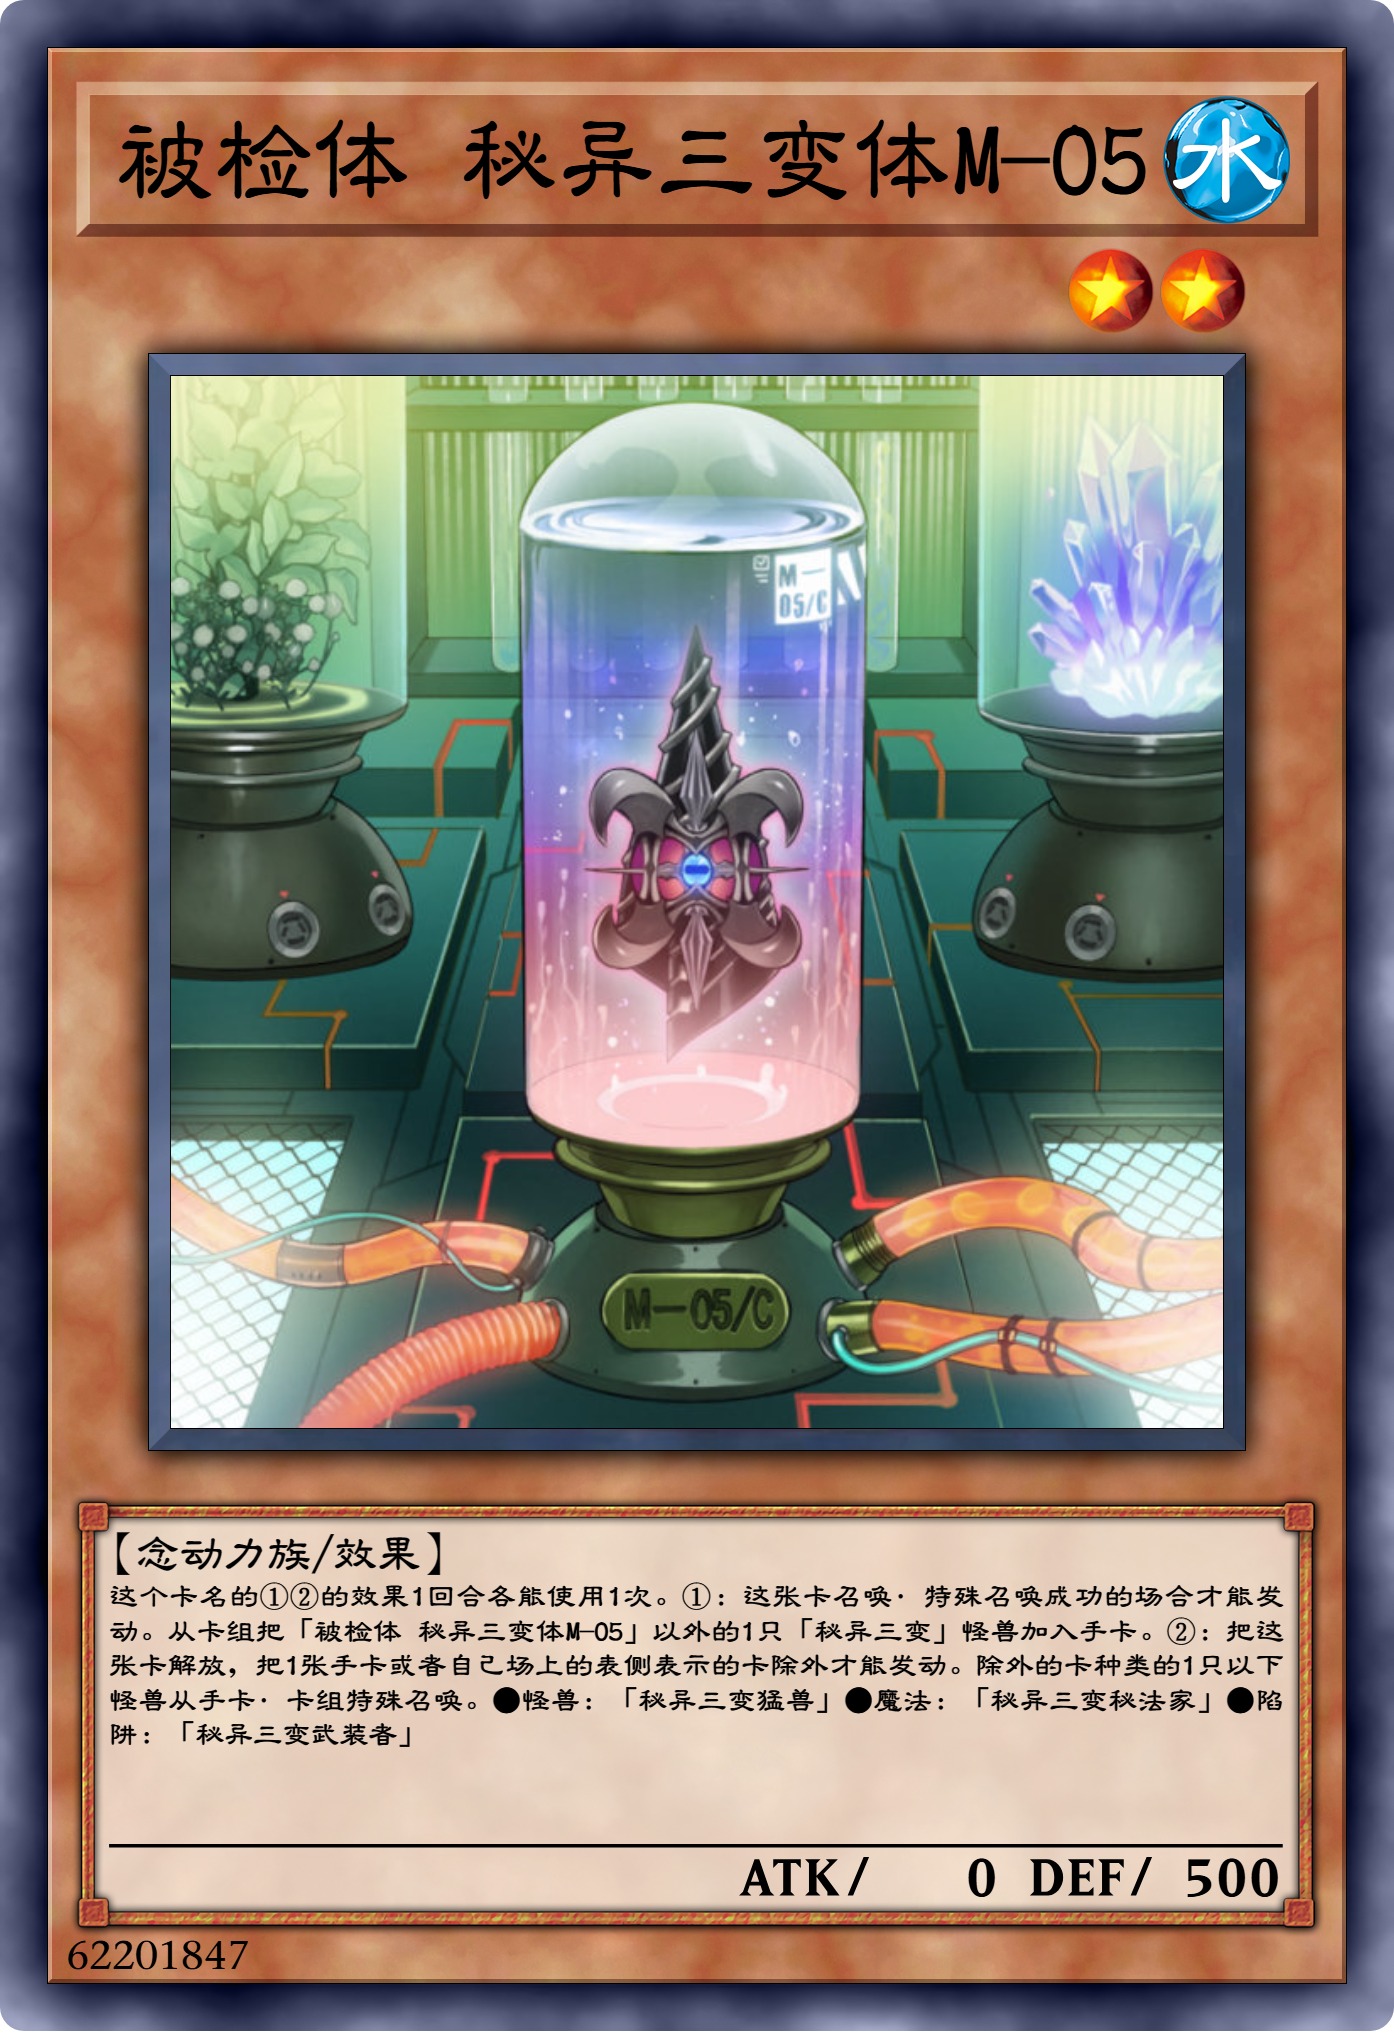 被检体 秘异三变体M-05
水
M—
05/C
M—05/C
【念动力族/效果】
这个卡名的①②的效果1回合各能使用1次。①：这张卡召唤·特殊召唤成功的场合才能发
动。从卡组把「被检体 秘异三变体M-05」以外的1只「秘异三变」怪兽加入手卡。②：把这
张卡解放，把1张手卡或者自己场上的表侧表示的卡除外才能发动。除外的卡种类的1只以下
怪兽从手卡·卡组特殊召唤。●怪兽：「秘异三变猛兽」●魔法：「秘异三变秘法家」●陷
阱：「秘异三变武装者」
ATK/ 0 DEF/ 500
62201847